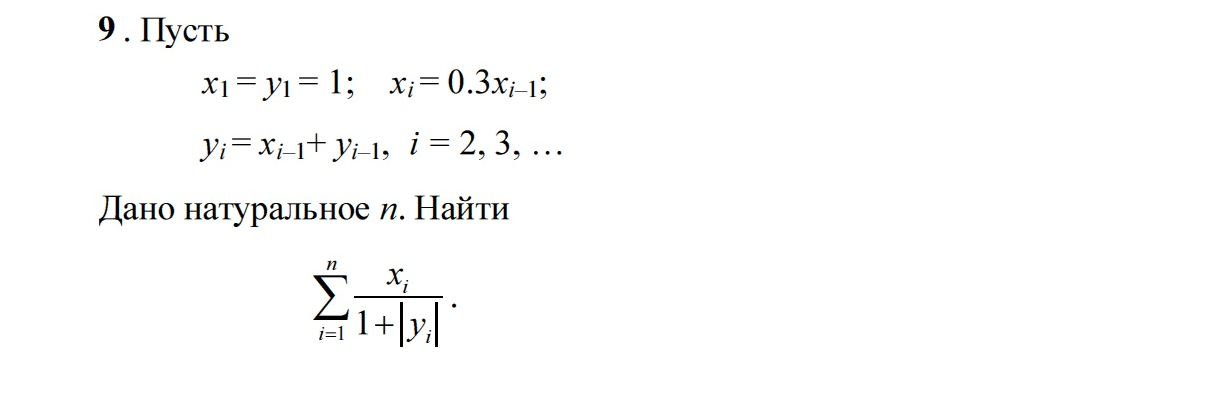 9 . Пусть
x₁ = y₁ = 1; xᵢ = 0.3xᵢ₋₁;
yᵢ = xᵢ₋₁ + yᵢ₋₁, i = 2, 3, …
Дано натуральное n. Найти
∑ᵢ₌₁ⁿ xᵢ / (1+|yᵢ|) .